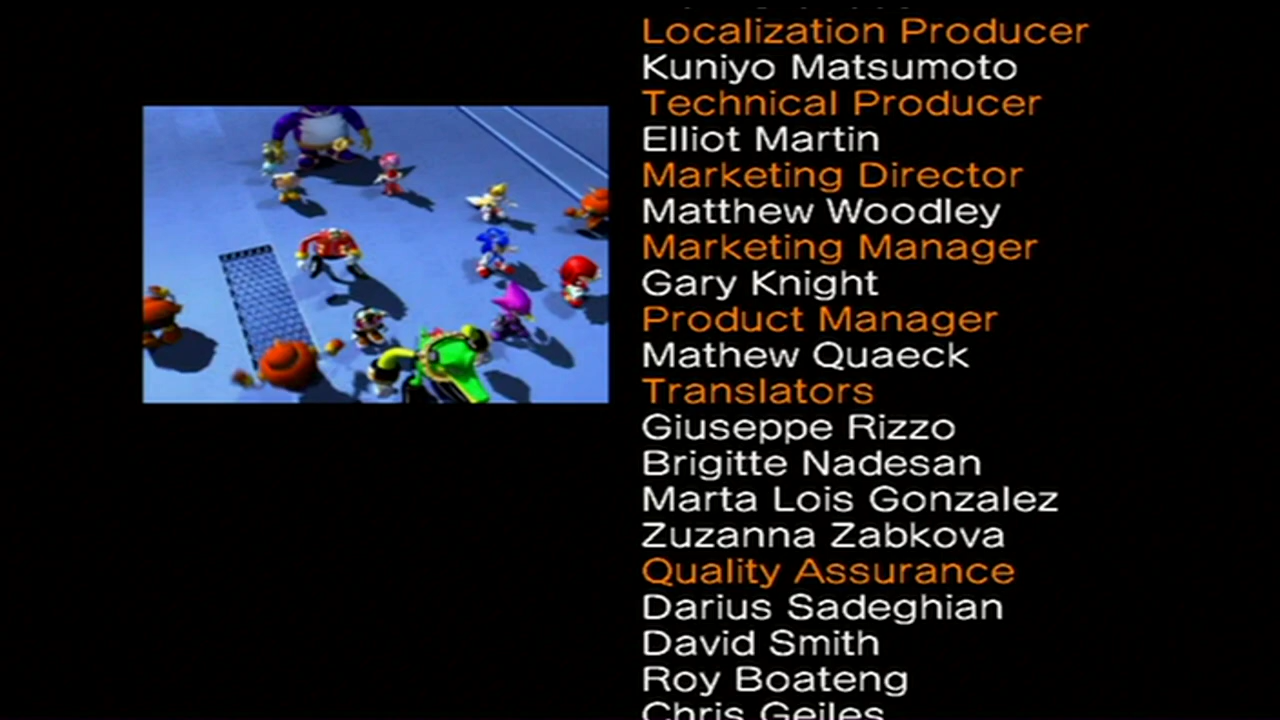 Localization Producer
Kuniyo Matsumoto
Technical Producer
Elliot Martin
Marketing Director
Matthew Woodley
Marketing Manager
Gary Knight
Product Manager
Mathew Quaeck
Translators
Giuseppe Rizzo
Brigitte Nadesan
Marta Lois Gonzalez
Zuzanna Zabkova
Quality Assurance
Darius Sadeghian
David Smith
Roy Boateng
Chris Geiles